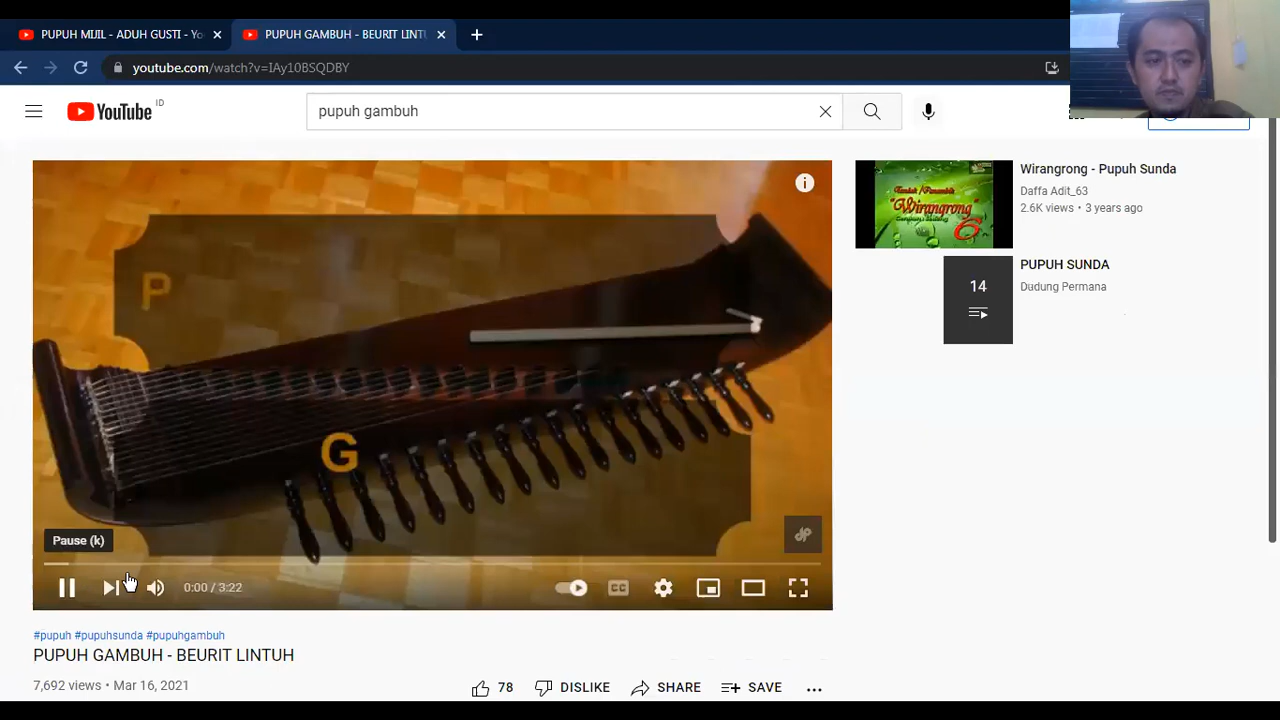 PUPUH MIJIL - ADUH GUSTI - Yo
PUPUH GAMBUH - BEURIT LINTU
youtube.com/watch?v=IAy10BSQDBY
YouTube ID
pupuh gambuh
P
G
Pause (k)
0:00 / 3:22
CC
#pupuh #pupuhsunda #pupuhgambuh
PUPUH GAMBUH - BEURIT LINTUH
7,692 views • Mar 16, 2021
78
DISLIKE
SHARE
SAVE
Wirangrong - Pupuh Sunda
Daffa Adit_63
2.6K views • 3 years ago
"Wirangrong"
14
PUPUH SUNDA
Dudung Permana